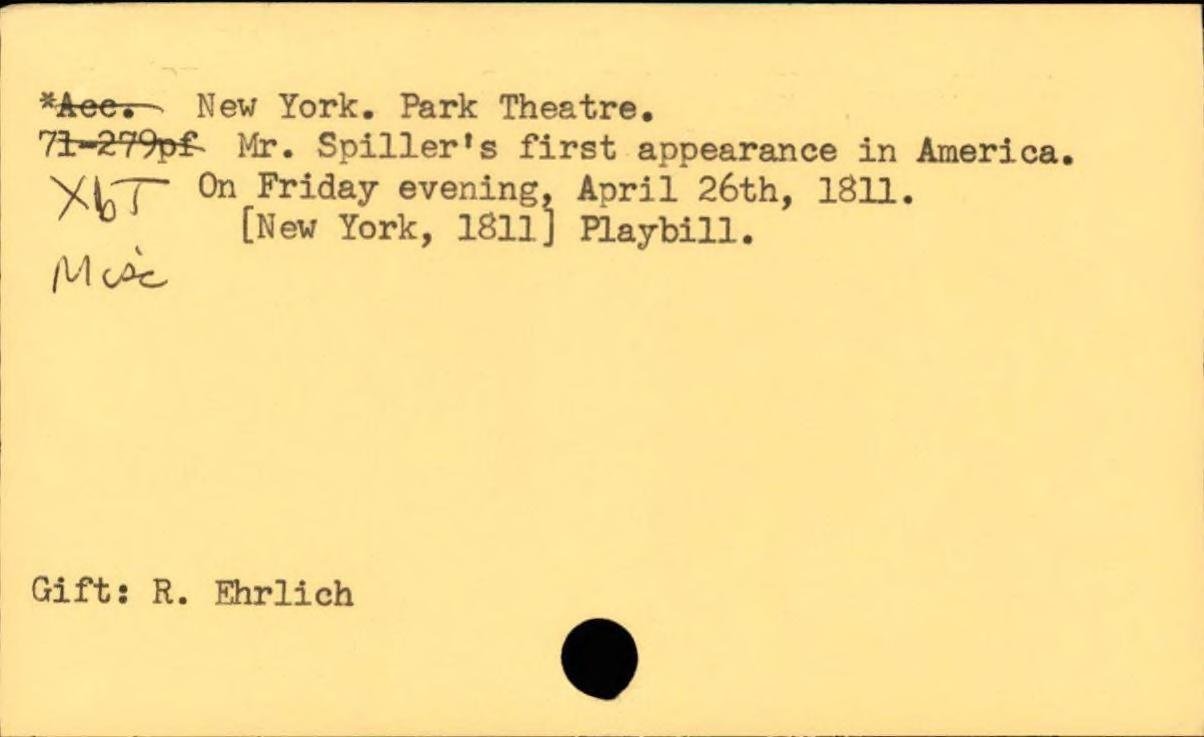 *Acc. New York. Park Theatre.
71-279pf Mr. Spiller's first appearance in America.
XbT On Friday evening, April 26th, 1811.
[New York, 1811] Playbill.
Misc
Gift: R. Ehrlich